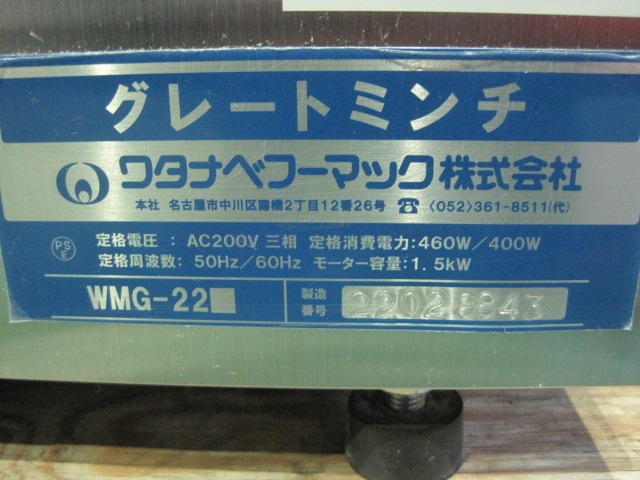 グレートミンチ
ワタナベフーマック株式会社
本社 名古屋市中川区露橋2丁目12番26号 ☎ 〈052〉361-8511(代)
PSE
定格電圧： AC200V 三相 定格消費電力：460W／400W
定格周波数： 50Hz／60Hz モーター容量：1.5kW
WMG-22■ 製造番号 22028843